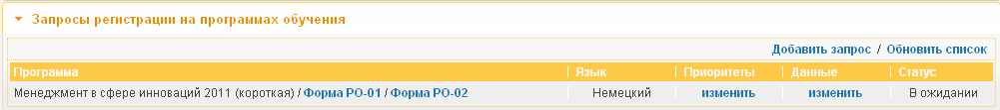 Запросы регистрации на программах обучения
Добавить запрос / Обновить список
Программа Язык Приоритеты Данные Статус
Менеджмент в сфере инноваций 2011 (короткая) / Форма РО-01 / Форма РО-02 Немецкий изменить изменить В ожидании